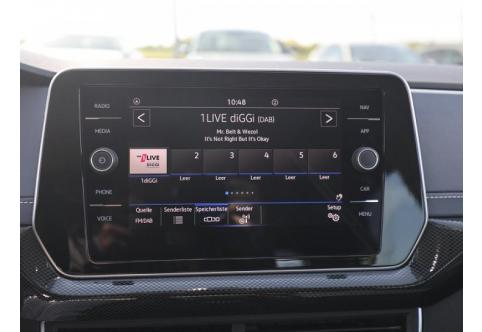 RADIO
10:48
NAV
1LIVE diGGi (DAB)
MEDIA
APP
Mr. Belt & Wezol
It's Not Right But It's Okay
1LIVE
diGGi
2
3
4
5
6
1diGGi
Leer
Leer
Leer
Leer
Leer
PHONE
CAR
Quelle
Senderliste
Speicherliste
Sender
Setup
MENU
VOICE
FM/DAB